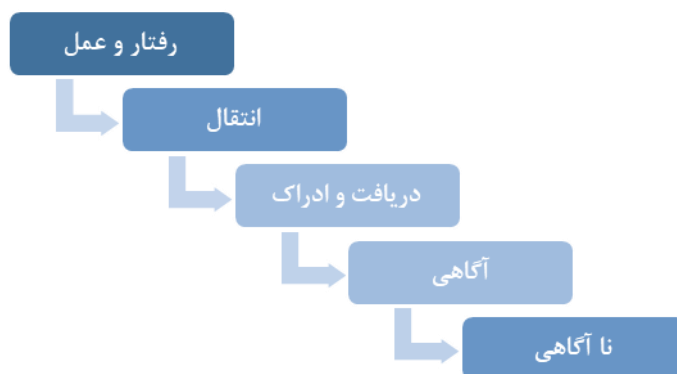 رفتار و عمل
انتقال
دریافت و ادراک
آگاهی
نا آگاهی